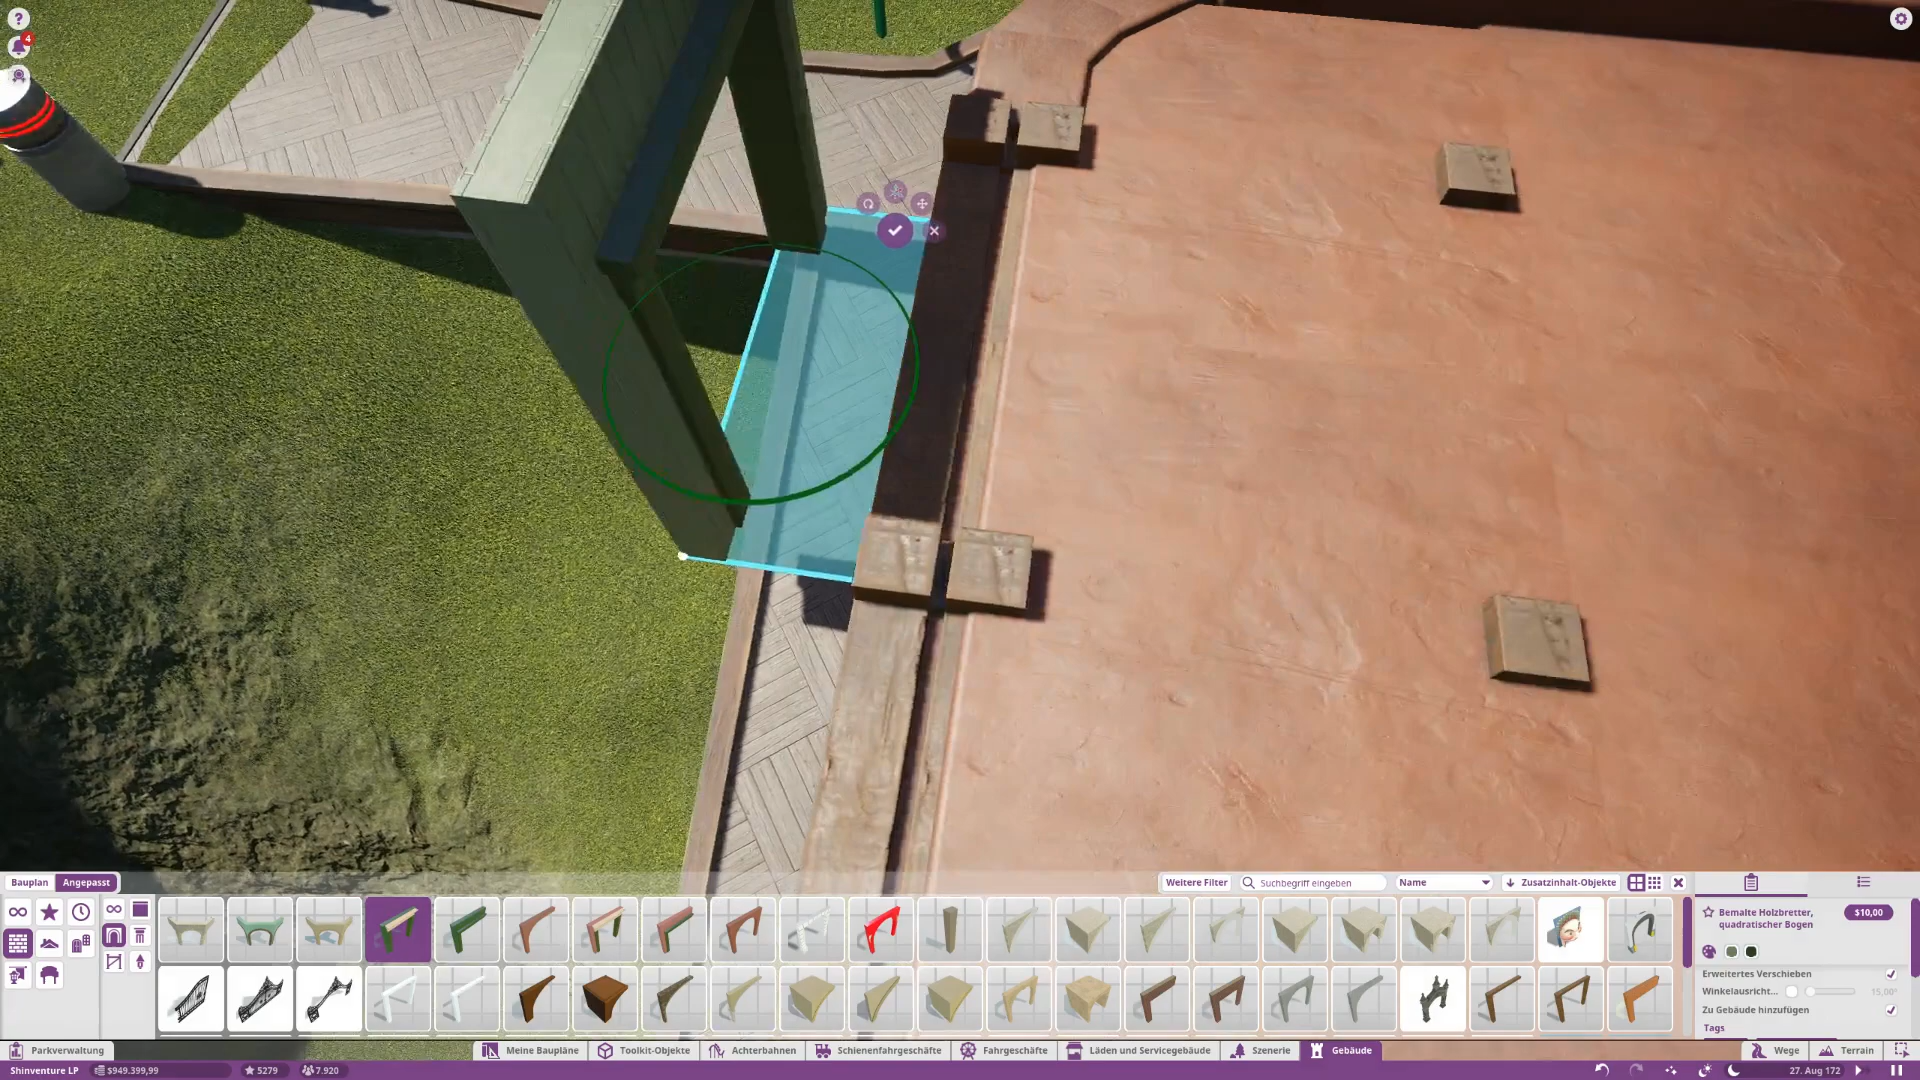 ?
4
Bauplan
Angepasst
Weitere Filter
Suchbegriff eingeben
Name
Zusatzinhalt-Objekte
Bemalte Holzbretter,
quadratischer Bogen
$10,00
Erweitertes Verschieben
Winkelausricht...
15,00°
Zu Gebäude hinzufügen
Tags
Parkverwaltung
Meine Baupläne
Toolkit-Objekte
Achterbahnen
Schienenfahrgeschäfte
Fahrgeschäfte
Läden und Servicegebäude
Szenerie
Gebäude
Wege
Terrain
Shinventure LP
$949.399,99
5279
7.920
27. Aug 172